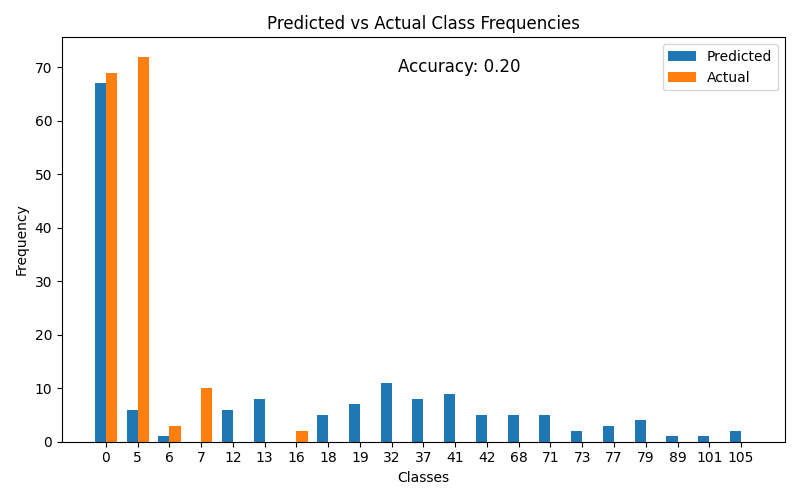 Predicted vs Actual Class Frequencies
Accuracy: 0.20
Predicted
Actual
Frequency
70
60
50
40
30
20
10
0
0 5 6 7 12 13 16 18 19 32 37 41 42 68 71 73 77 79 89 101 105
Classes